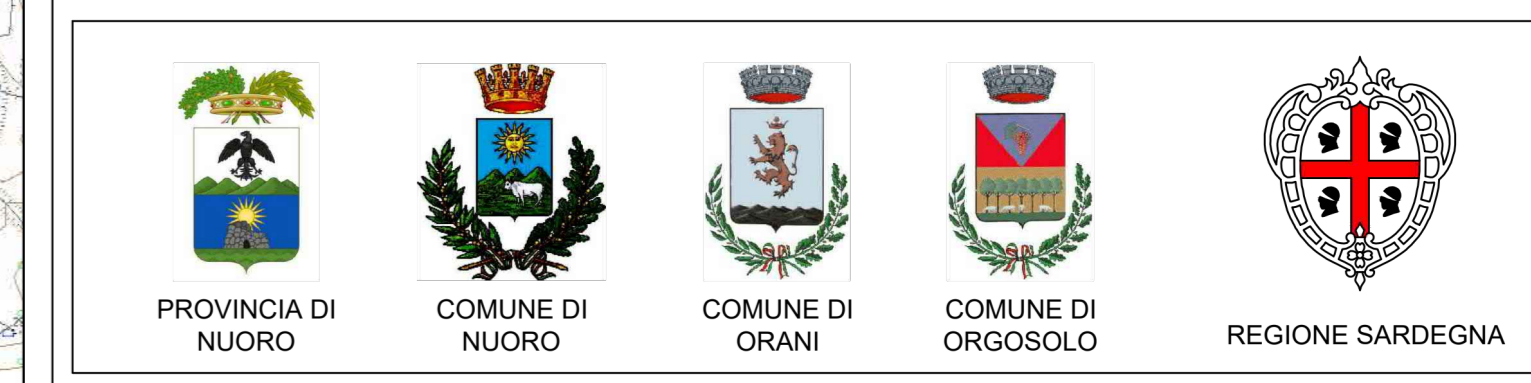 PROVINCIA DI
NUORO
COMUNE DI
NUORO
COMUNE DI
ORANI
COMUNE DI
ORGOSOLO
REGIONE SARDEGNA